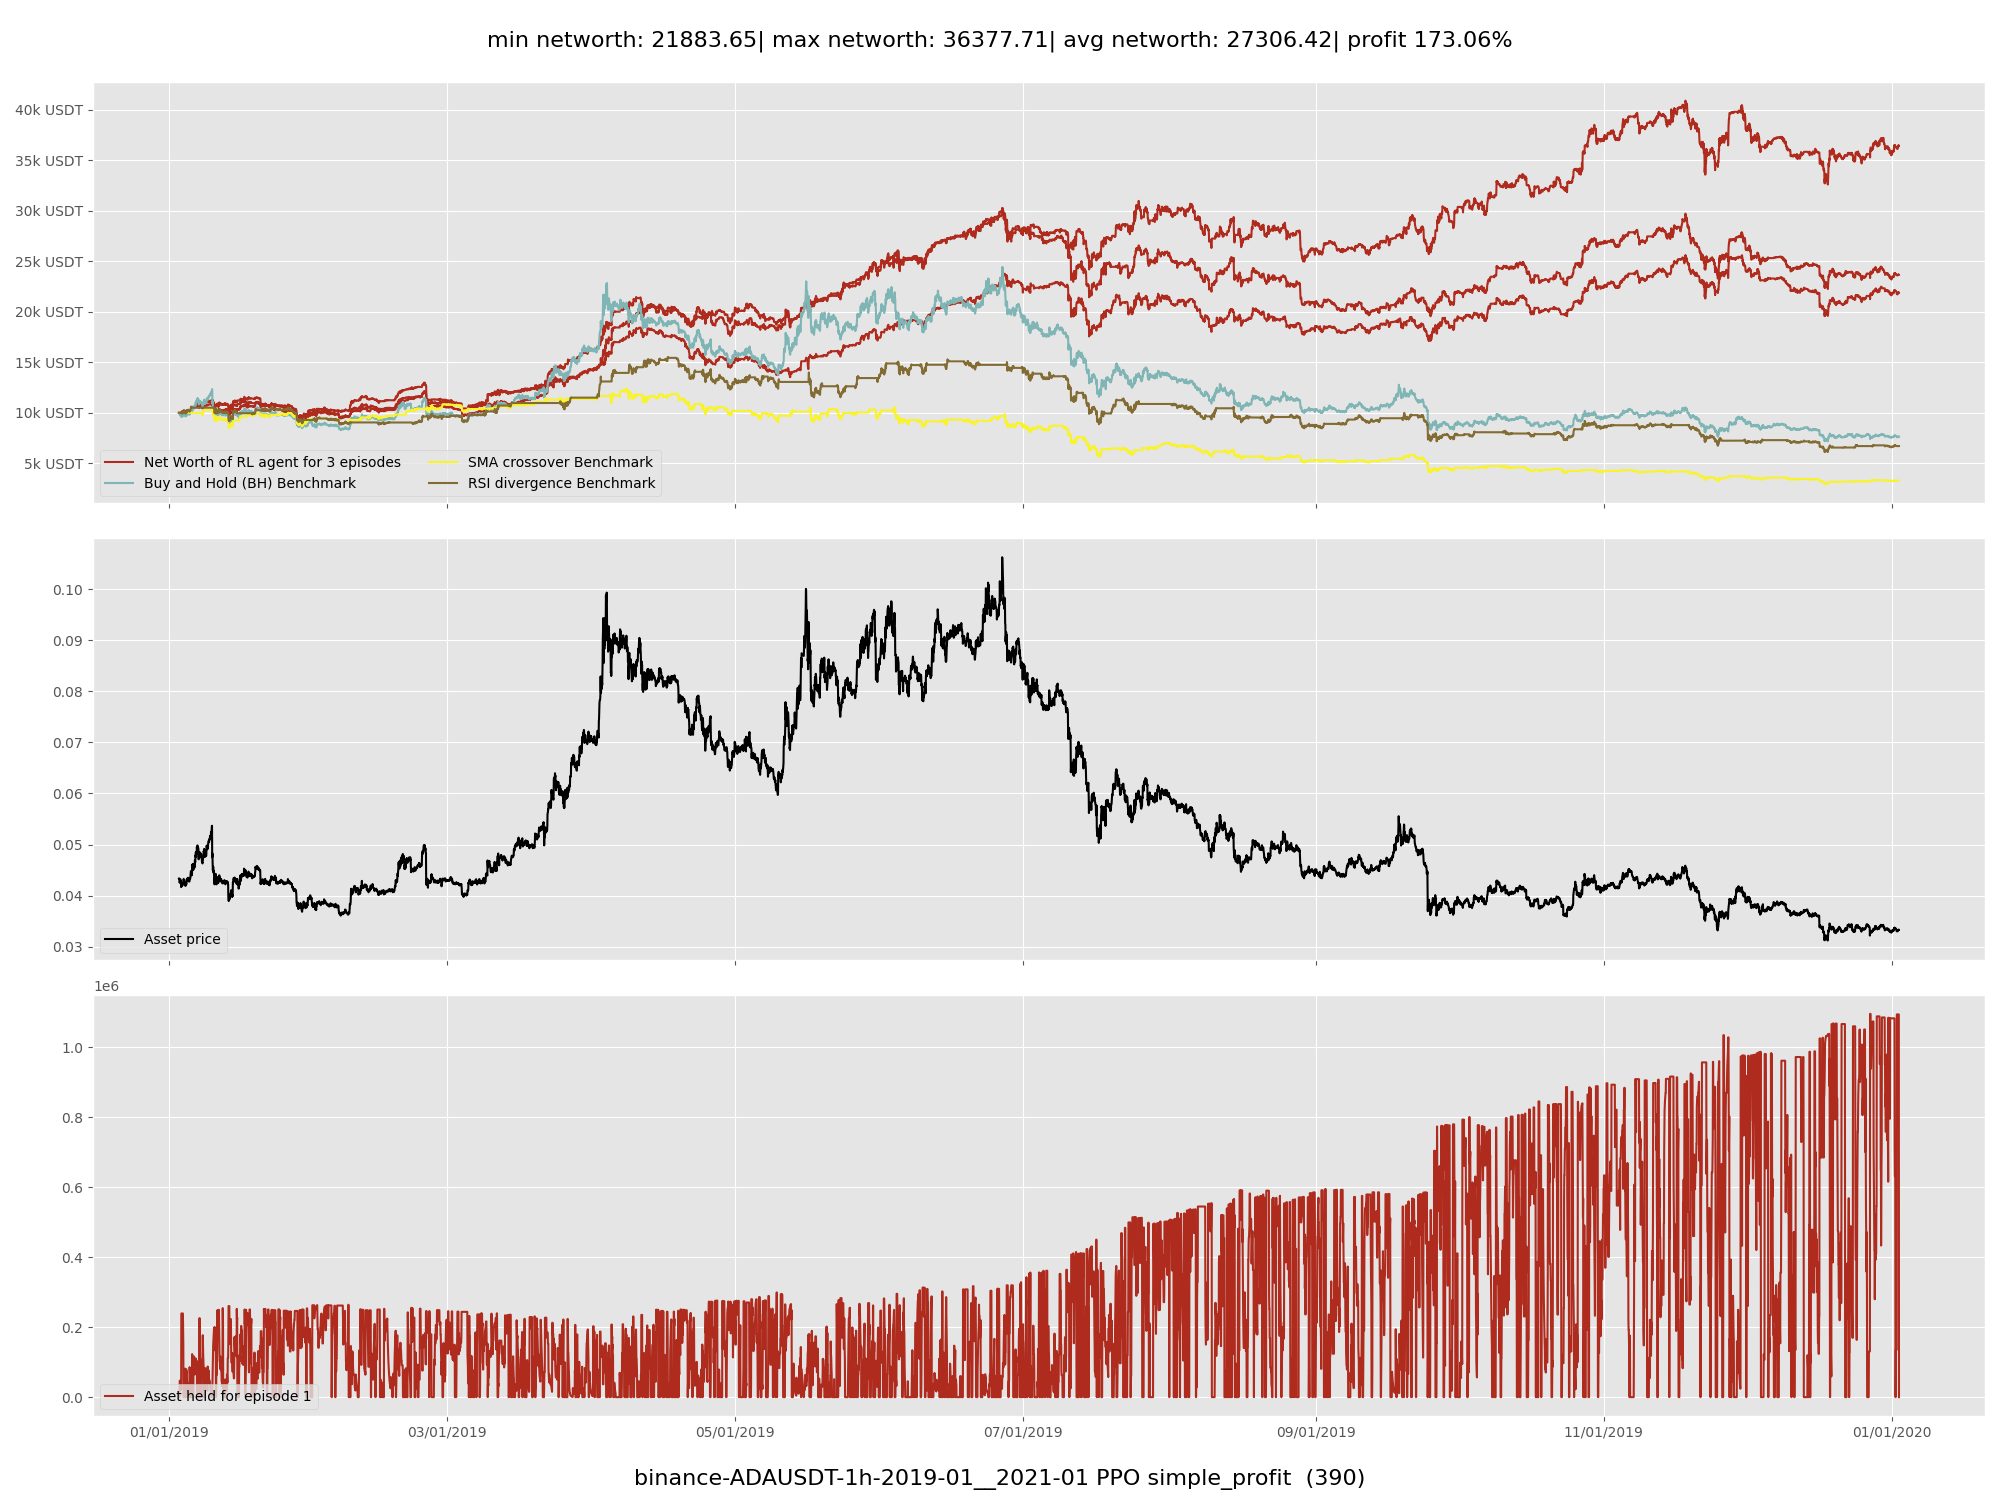 min networth: 21883.65| max networth: 36377.71| avg networth: 27306.42| profit 173.06%
40k USDT
35k USDT
30k USDT
25k USDT
20k USDT
15k USDT
10k USDT
5k USDT
Net Worth of RL agent for 3 episodes
Buy and Hold (BH) Benchmark
SMA crossover Benchmark
RSI divergence Benchmark
0.10
0.09
0.08
0.07
0.06
0.05
0.04
0.03
Asset price
1e6
1.0
0.8
0.6
0.4
0.2
0.0
Asset held for episode 1
01/01/2019 03/01/2019 05/01/2019 07/01/2019 09/01/2019 11/01/2019 01/01/2020
binance-ADAUSDT-1h-2019-01__2021-01 PPO simple_profit (390)